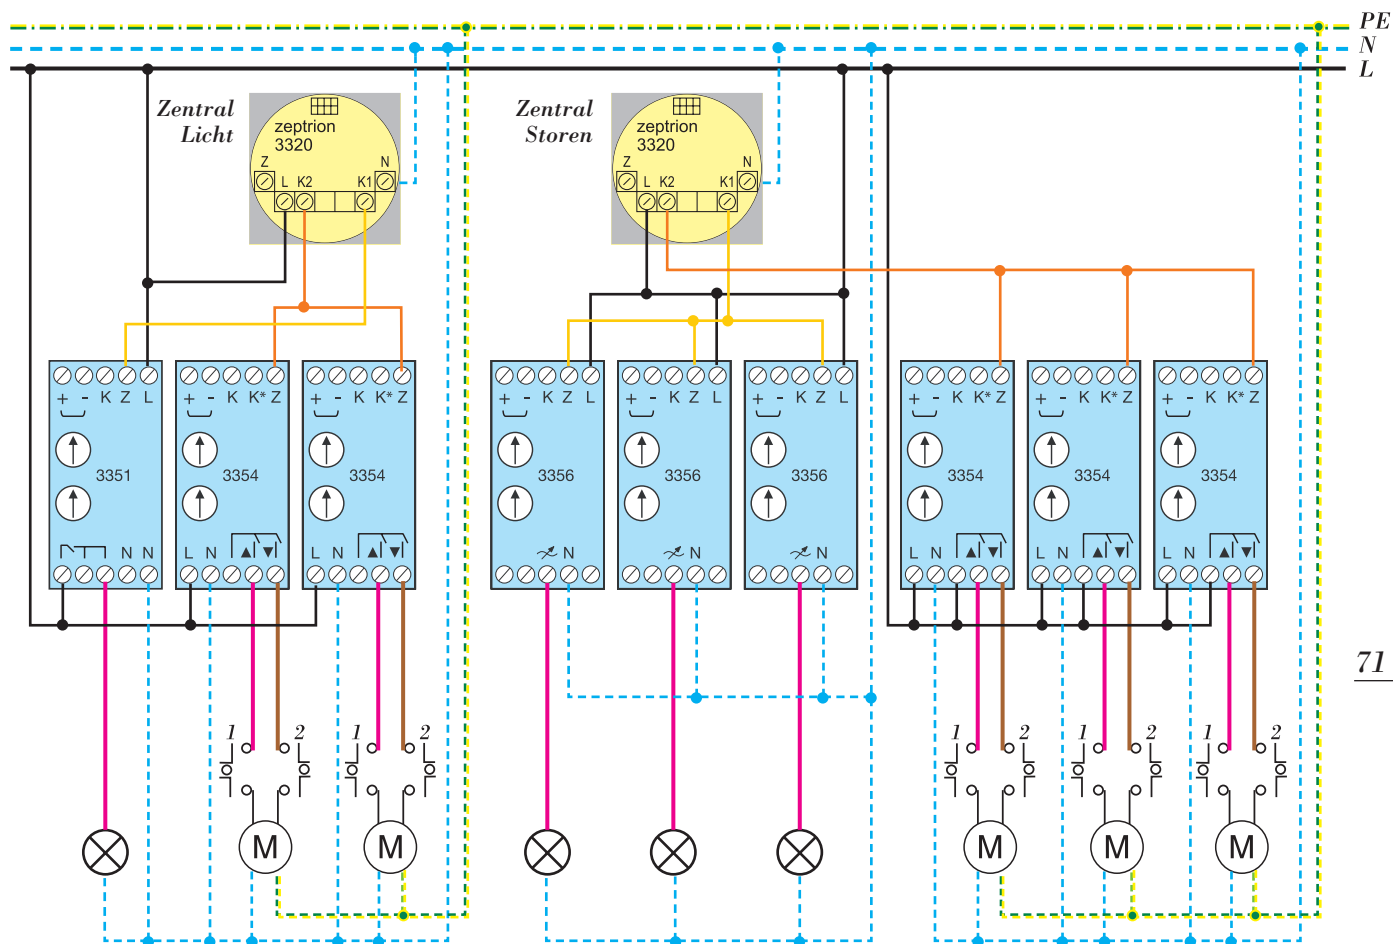 PE
N
L
Zentral
Licht
zeptrion
3320
Z
N
L K2 K1
Zentral
Storen
zeptrion
3320
Z
N
L K2 K1
+ - K Z L
3351
N N
+ - K K* Z
3354
L N
+ - K K* Z
3354
L N
+ - K Z L
3356
N
+ - K Z L
3356
N
+ - K Z L
3356
N
+ - K K* Z
3354
L N
+ - K K* Z
3354
L N
+ - K K* Z
3354
L N
71
1 2
1 2
1 2
1 2
1 2
M
M
M
M
M